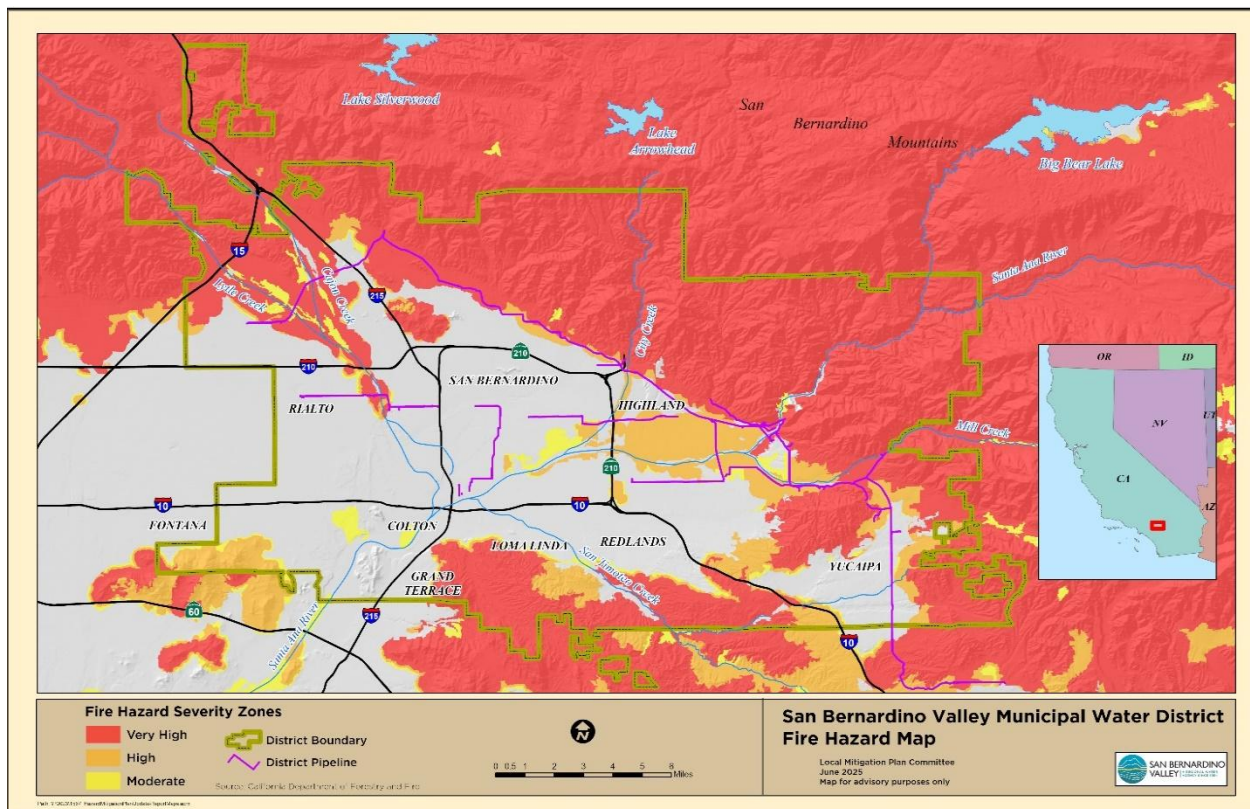 Lake Silverwood
Lake
Arrowhead
San
Bernardino
Mountains
Big Bear Lake
15
Lytle Creek
Cajon Creek
215
City Creek
Santa Ana River
OR
ID
NV
UT
CA
AZ
210
210
SAN BERNARDINO
RIALTO
HIGHLAND
Mill Creek
210
10
10
FONTANA
COLTON
LOMA LINDA
REDLANDS
YUCAIPA
San Timoteo Creek
GRAND
TERRACE
60
Santa Ana River
215
10
Fire Hazard Severity Zones
Very High
High
Moderate
District Boundary
District Pipeline
Source: California Department of Forestry and Fire
N
0 0.5 1 2 3 4 5 6
Miles
San Bernardino Valley Municipal Water District
Fire Hazard Map
Local Mitigation Plan Committee
June 2025
Map for advisory purposes only
SAN BERNARDINO
VALLEY